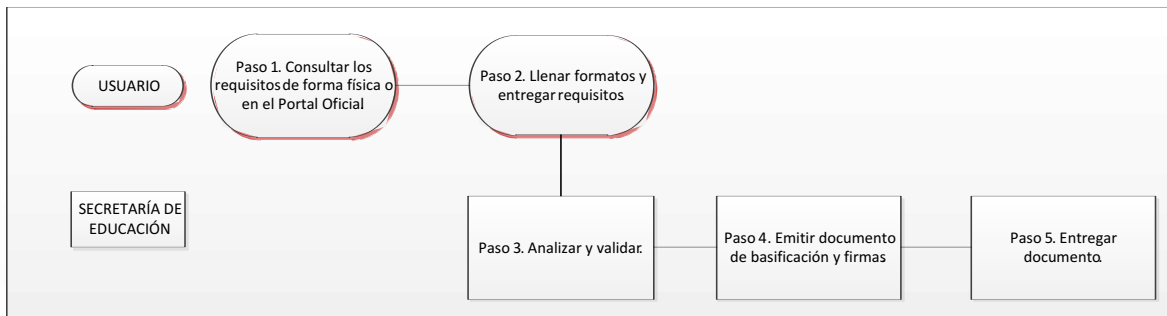 USUARIO
Paso 1. Consultar los
requisitos de forma física o
en el Portal Oficial
Paso 2. Llenar formatos y
entregar requisitos.
SECRETARÍA DE
EDUCACIÓN
Paso 3. Analizar y validar.
Paso 4. Emitir documento
de basificación y firmas
Paso 5. Entregar
documento.